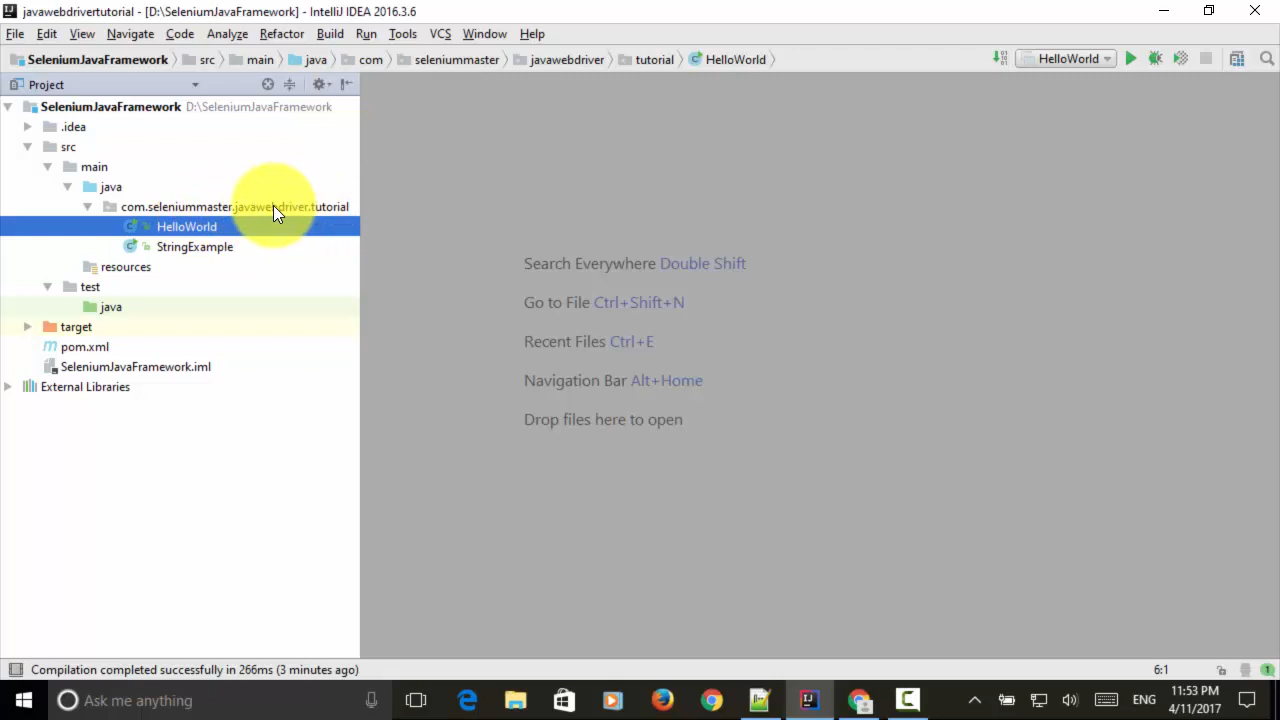 javawebdrivertutorial - [D:\SeleniumJavaFramework] - IntelliJ IDEA 2016.3.6
File Edit View Navigate Code Analyze Refactor Build Run Tools VCS Window Help
SeleniumJavaFramework src main java com seleniummaster javawebdriver tutorial HelloWorld HelloWorld
Project
SeleniumJavaFramework D:\SeleniumJavaFramework
.idea
src
main
java
com.seleniummaster.javawebdriver.tutorial
HelloWorld
StringExample
resources
test
java
target
pom.xml
SeleniumJavaFramework.iml
External Libraries
Search Everywhere Double Shift
Go to File Ctrl+Shift+N
Recent Files Ctrl+E
Navigation Bar Alt+Home
Drop files here to open
Compilation completed successfully in 266ms (3 minutes ago) 6:1 1
Ask me anything ENG 11:53 PM
4/11/2017